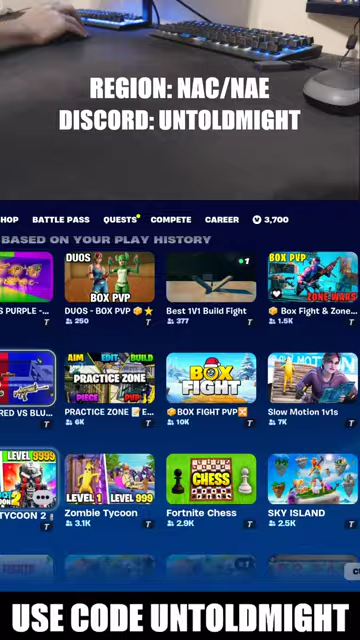 REGION: NAC/NAE
DISCORD: UNTOLDMIGHT
HOP BATTLE PASS QUESTS COMPETE CAREER 3,700
BASED ON YOUR PLAY HISTORY
DUOS
BOX PVP
1
BOX PVP
ZONE WARS
S PURPLE -...
DUOS - BOX PVP
Best 1V1 Build Fight
Box Fight & Zone...
250
377
1.5K
AIM EDIT BUILD
PRACTICE ZONE
PIECE PVP
BOX
FIGHT
MOTION
RED VS BLU...
PRACTICE ZONE E...
BOX FIGHT PVP
Slow Motion 1v1s
6K
10K
7K
LEVEL 9999
2
LEVEL 1 LEVEL 999
CHESS
TYCOON 2
Zombie Tycoon
Fortnite Chess
SKY ISLAND
3.1K
2.9K
2.5K
USE CODE UNTOLDMIGHT